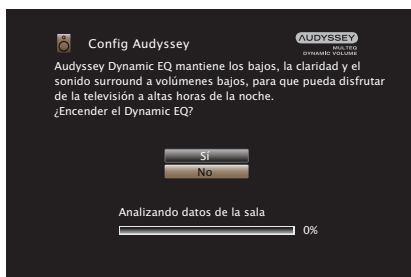 Config Audyssey
AUDYSSEY
MULTEQ
DYNAMIC VOLUME
Audyssey Dynamic EQ mantiene los bajos, la claridad y el
sonido surround a volúmenes bajos, para que pueda disfrutar
de la televisión a altas horas de la noche.
¿Encender el Dynamic EQ?
Sí
No
Analizando datos de la sala
0%